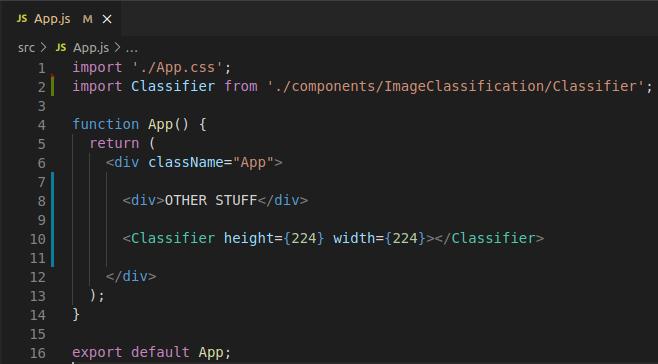 JS App.js M ×
src > JS App.js > ...
1 import './App.css';
2 import Classifier from './components/ImageClassification/Classifier';
3
4 function App() {
5   return (
6     <div className="App">
7
8       <div>OTHER STUFF</div>
9
10       <Classifier height={224} width={224}></Classifier>
11
12     </div>
13   );
14 }
15
16 export default App;